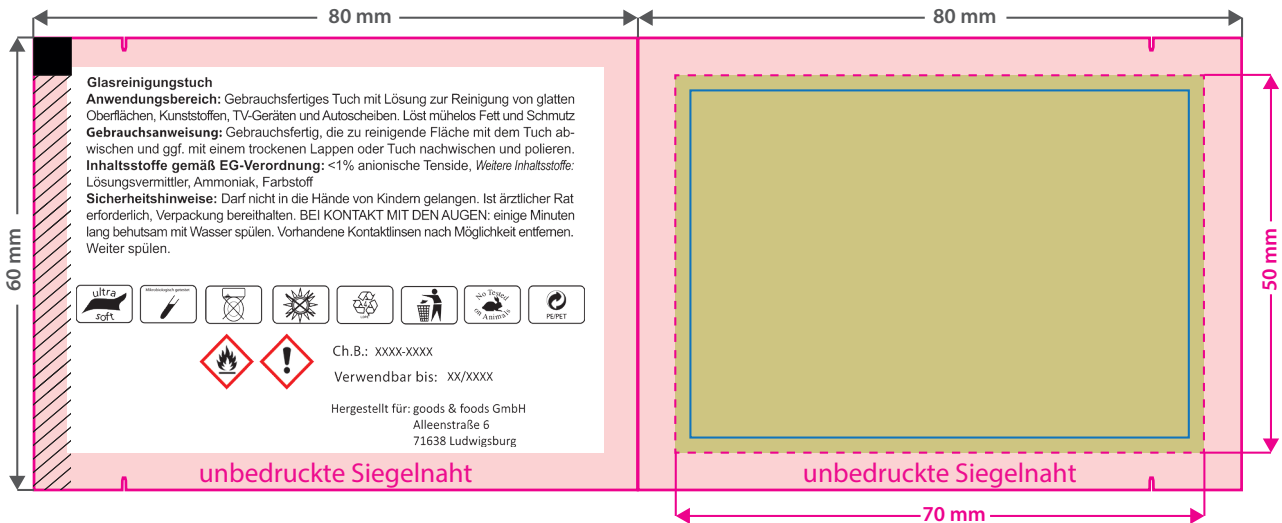 80 mm
80 mm
60 mm
Glasreinigungstuch
Anwendungsbereich: Gebrauchsfertiges Tuch mit Lösung zur Reinigung von glatten
Oberflächen, Kunststoffen, TV-Geräten und Autoscheiben. Löst mühelos Fett und Schmutz
Gebrauchsanweisung: Gebrauchsfertig, die zu reinigende Fläche mit dem Tuch ab-
wischen und ggf. mit einem trockenen Lappen oder Tuch nachwischen und polieren.
Inhaltsstoffe gemäß EG-Verordnung: <1% anionische Tenside, Weitere Inhaltsstoffe:
Lösungsvermittler, Ammoniak, Farbstoff
Sicherheitshinweise: Darf nicht in die Hände von Kindern gelangen. Ist ärztlicher Rat
erforderlich, Verpackung bereithalten. BEI KONTAKT MIT DEN AUGEN: einige Minuten
lang behutsam mit Wasser spülen. Vorhandene Kontaktlinsen nach Möglichkeit entfernen.
Weiter spülen.
ultra
soft
Mikrobiologisch getestet
No Tested
on Animals
PE/PET
Ch.B.: XXXX-XXXX
Verwendbar bis: XX/XXXX
Hergestellt für: goods & foods GmbH
Alleenstraße 6
71638 Ludwigsburg
unbedruckte Siegelnaht
unbedruckte Siegelnaht
50 mm
70 mm